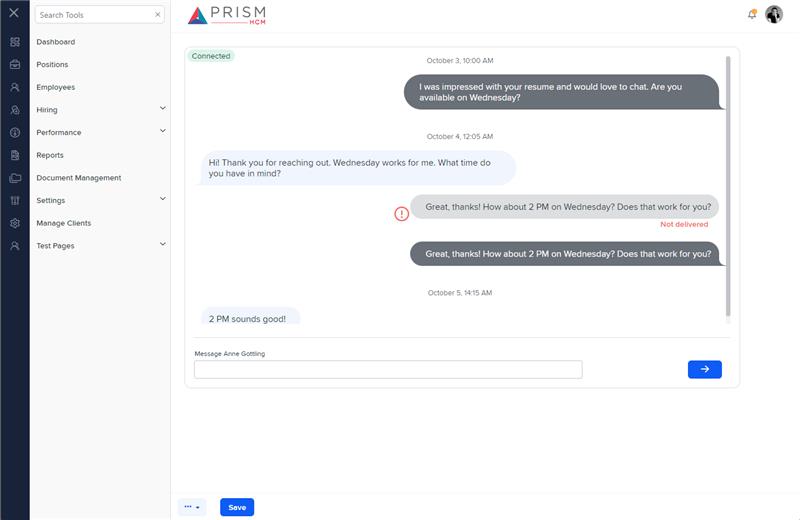 Search Tools
PRISM
HCM
Dashboard
Positions
Employees
Hiring
Performance
Reports
Document Management
Settings
Manage Clients
Test Pages
Connected
October 3, 10:00 AM
I was impressed with your resume and would love to chat. Are you
available on Wednesday?
October 4, 12:05 AM
Hi! Thank you for reaching out. Wednesday works for me. What time do
you have in mind?
Great, thanks! How about 2 PM on Wednesday? Does that work for you?
Not delivered
Great, thanks! How about 2 PM on Wednesday? Does that work for you?
October 5, 14:15 AM
2 PM sounds good!
Message Anne Gottling
Save